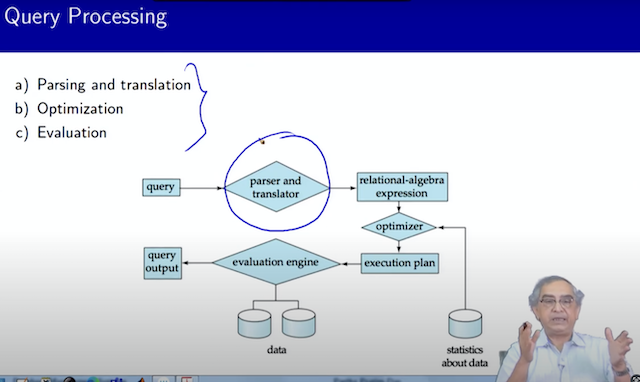 Query Processing
a) Parsing and translation
b) Optimization
c) Evaluation
query
parser and
translator
relational-algebra
expression
optimizer
query
output
evaluation engine
execution plan
data
statistics
about data